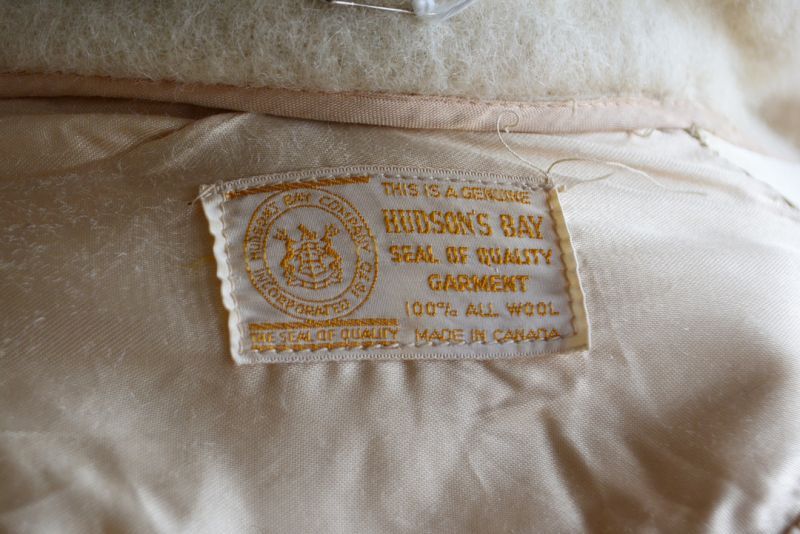 HUDSON'S BAY COMPANY
INCORPORATED 1670
THE SEAL OF QUALITY
THIS IS A GENUINE
HUDSON'S BAY
SEAL OF QUALITY
GARMENT
100% ALL WOOL
MADE IN CANADA